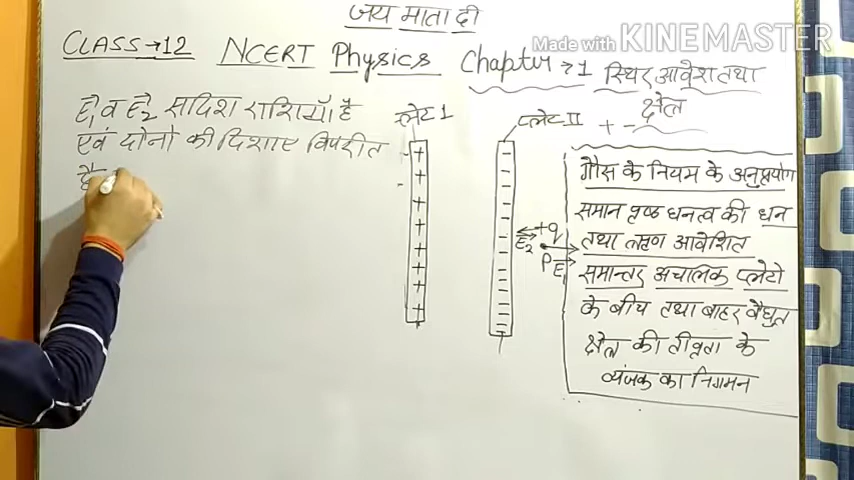 जय माता दी
Made with KINEMASTER
CLASS→12 NCERT Physics Chapter→1 स्थिर आवेश तथा
क्षेत्र
+ -
E₁ व E₂ सदिश राशियाँ है
एवं दोनो की दिशाए विपरीत
है
प्लेट 1
प्लेट II
+ + + + + + + +
- - - - - - - - - - -
+q
E₂
P E₁
गौस के नियम के अनुप्रयोग
समान पृष्ठ घनत्व की धन
तथा ऋण आवेशित
समान्तर अचालक प्लेटो
के बीच तथा बाहर वैधुत
क्षेत्र की तीव्रता के
व्यंजक का निगमन